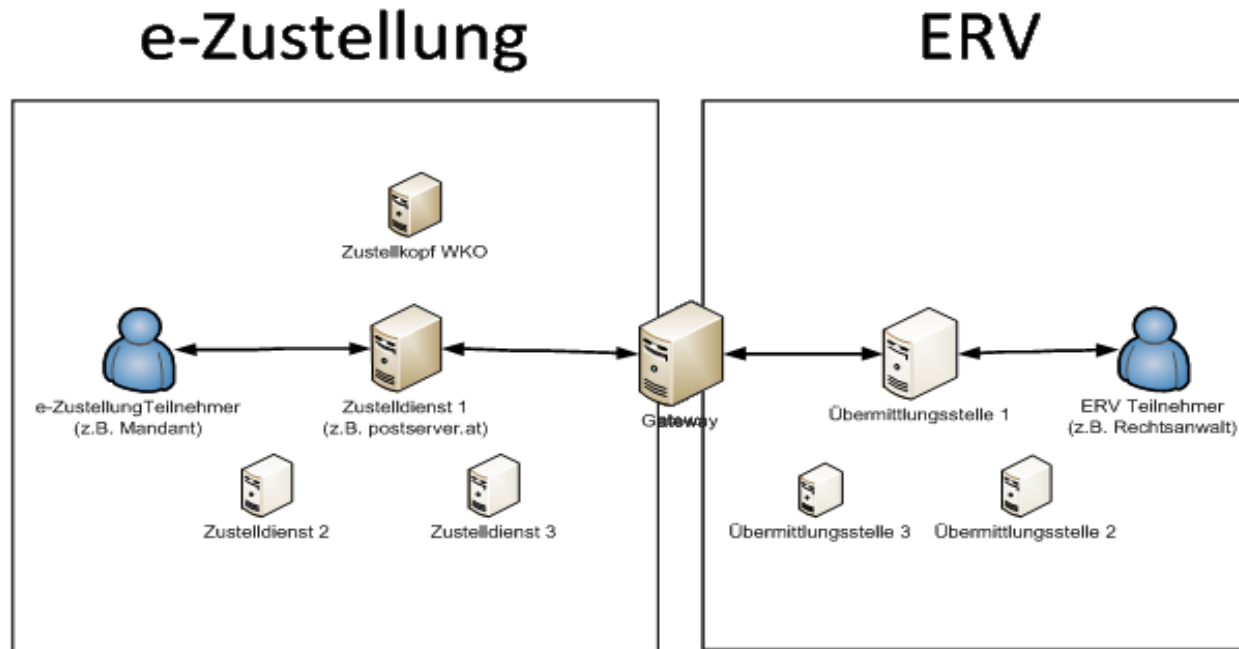 e-Zustellung
ERV
Zustellkopf WKO
e-ZustellungTeilnehmer
(z.B. Mandant)
Zustelldienst 1
(z.B. postserver.at)
Gateway
Übermittlungsstelle 1
ERV Teilnehmer
(z.B. Rechtsanwalt)
Zustelldienst 2
Zustelldienst 3
Übermittlungsstelle 3
Übermittlungsstelle 2